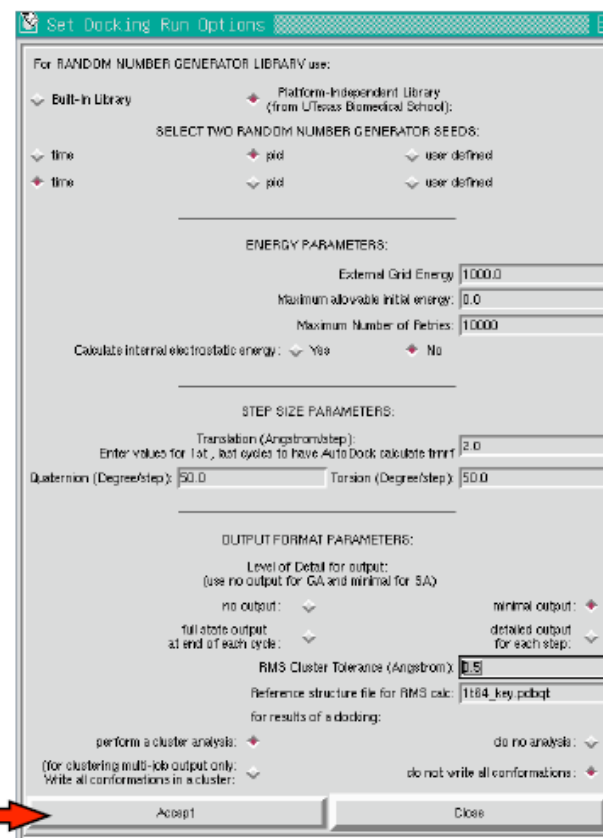 Set Docking Run Options
For RANDOM NUMBER GENERATOR LIBRARY use:
Built-In Library
Platform-Independent Library
(from UTexas Biomedical School):
SELECT TWO RANDOM NUMBER GENERATOR SEEDS:
time pid user defined
time pid user defined
ENERGY PARAMETERS:
External Grid Energy 1000.0
Maximum allowable initial energy: 0.0
Maximum Number of Retries: 10000
Calculate internal electrostatic energy: Yes No
STEP SIZE PARAMETERS:
Translation (Angstrom/step):
Enter values for 1st, last cycles to have AutoDock calculate trnrf 2.0
Quaternion (Degree/step): 50.0 Torsion (Degree/step): 50.0
OUTPUT FORMAT PARAMETERS:
Level of Detail for output:
(use no output for GA and minimal for SA)
no output: minimal output:
full state output detailed output
at end of each cycle: for each step:
RMS Cluster Tolerance (Angstrom): 0.5
Reference structure file for RMS calc: 1t64_key.pdbqt
for results of a docking:
perform a cluster analysis: do no analysis:
(for clustering multi-job output only:
Write all conformations in a cluster: do not write all conformations:
Accept Close